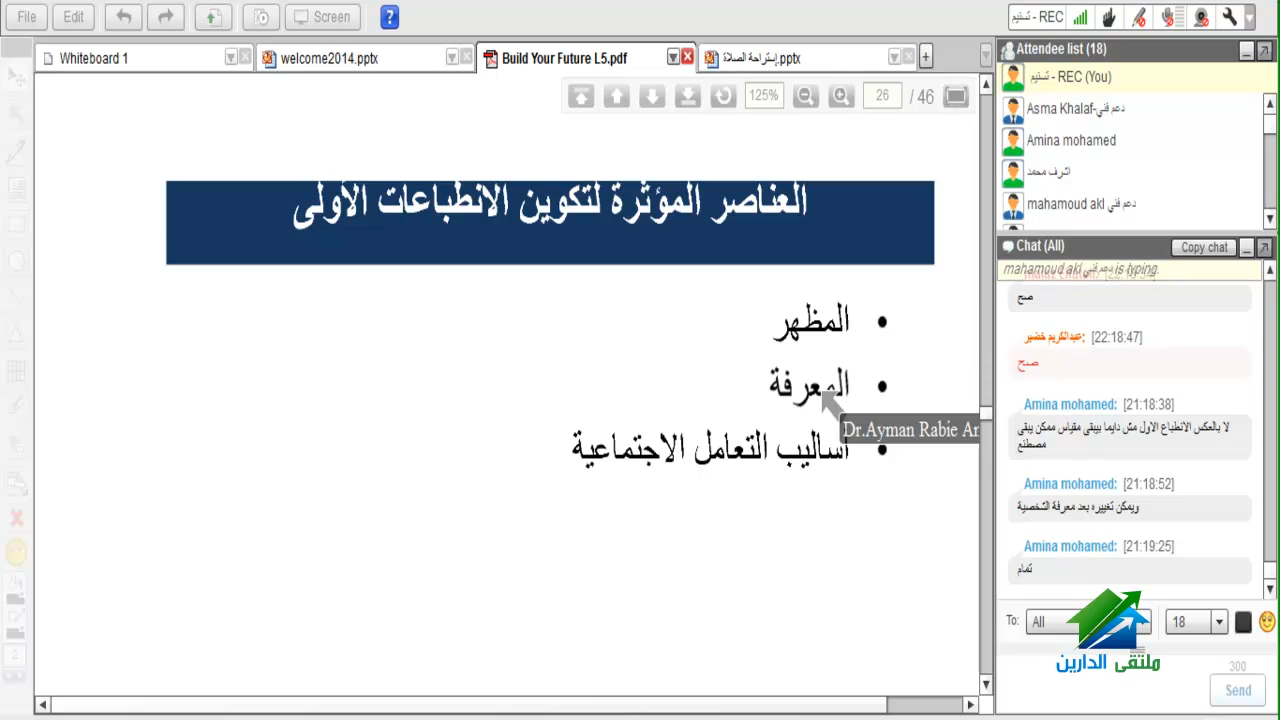 File
Edit
Screen
تسنيم - REC
Whiteboard 1
welcome2014.pptx
Build Your Future L5.pdf
إستراحة الصلاة.pptx
125%
26
/ 46
العناصر المؤثرة لتكوين الانطباعات الأولى
• المظهر
• المعرفة
Dr.Ayman Rabie Ar
• أساليب التعامل الاجتماعية
2
Attendee list (18)
تسنيم - REC (You)
Asma Khalaf-دعم فني
Amina mohamed
اشرف محمد
mahamoud akl دعم فني
Chat (All)
Copy chat
mahamoud akl دعم فني is typing.
صح
عبدالكريم خضير: [22:18:47]
صح
Amina mohamed: [21:18:38]
لا بالعكس الانطباع الاول مش دايما بيبقى مقياس ممكن يبقى
مصطنع
Amina mohamed: [21:18:52]
ويمكن تغييره بعد معرفة الشخصية
Amina mohamed: [21:19:25]
تمام
To:
All
18
ملتقى الدارين
300
Send